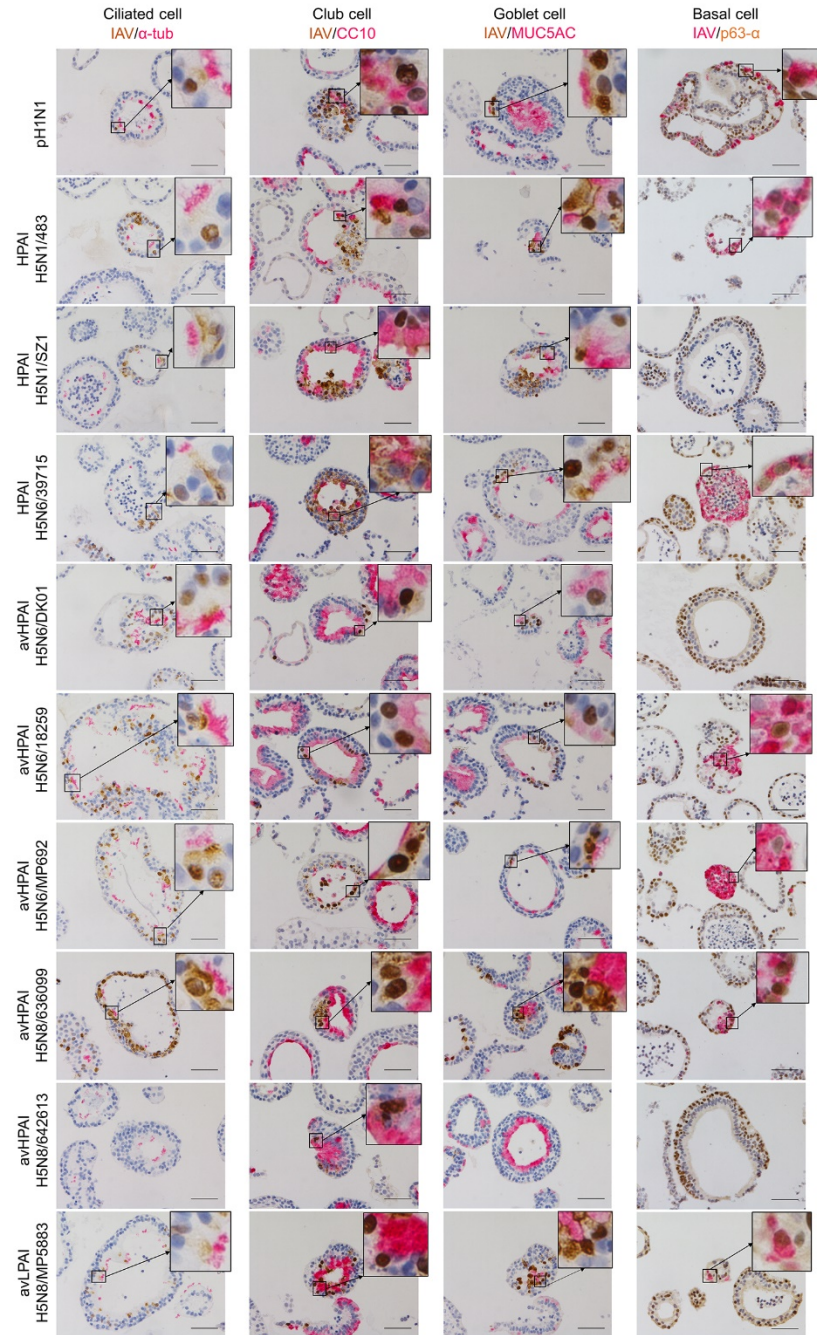 Ciliated cell Club cell Goblet cell Basal cell
IAV/α-tub IAV/CC10 IAV/MUC5AC IAV/p63-α
pH1N1
HPAI
H5N1/483
HPAI
H5N1/SZ1
HPAI
H5N6/39715
avHPAI
H5N6/DK01
avHPAI
H5N6/18259
avHPAI
H5N6/MP692
avHPAI
H5N8/636099
avHPAI
H5N8/642613
avLPAI
H5N8/MP5883